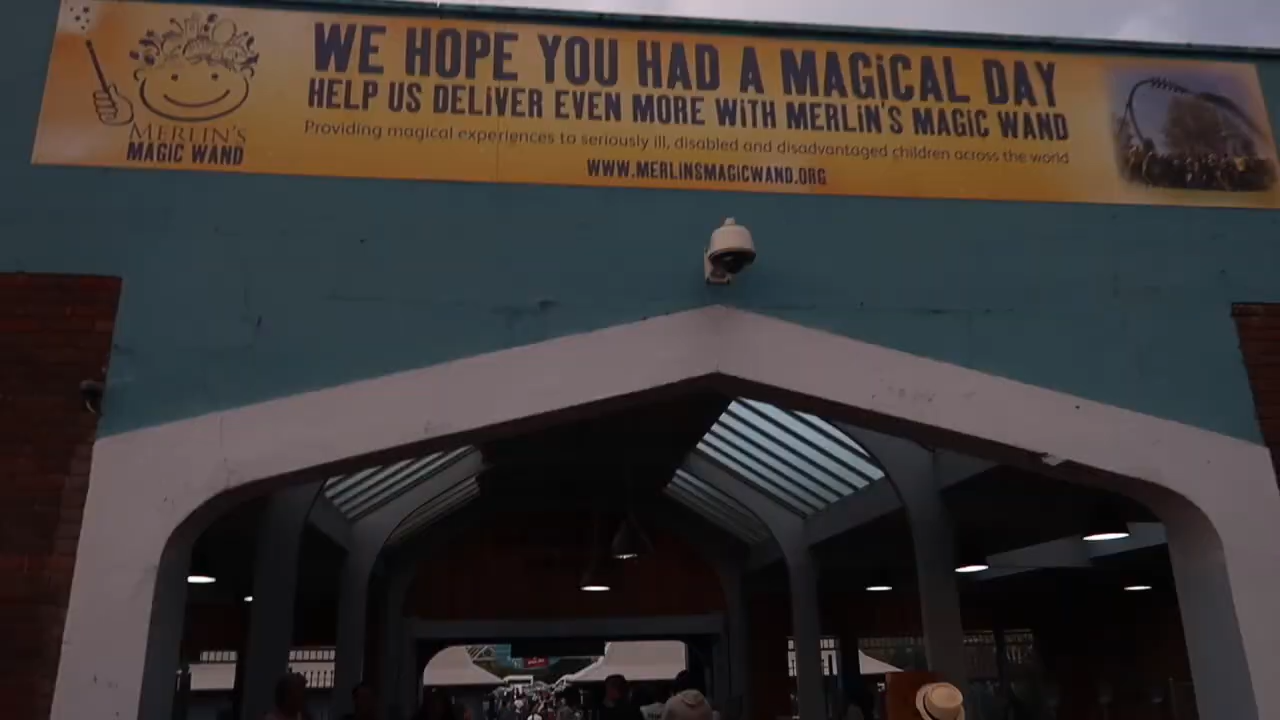 WE HOPE YOU HAD A MAGiCAL DAY
HELP US DELiVER EVEN MORE WiTH MERLiN'S MAGiC WAND
Providing magical experiences to seriously ill, disabled and disadvantaged children across the world
WWW.MERLINSMAGICWAND.ORG
MERLIN'S
MAGIC WAND